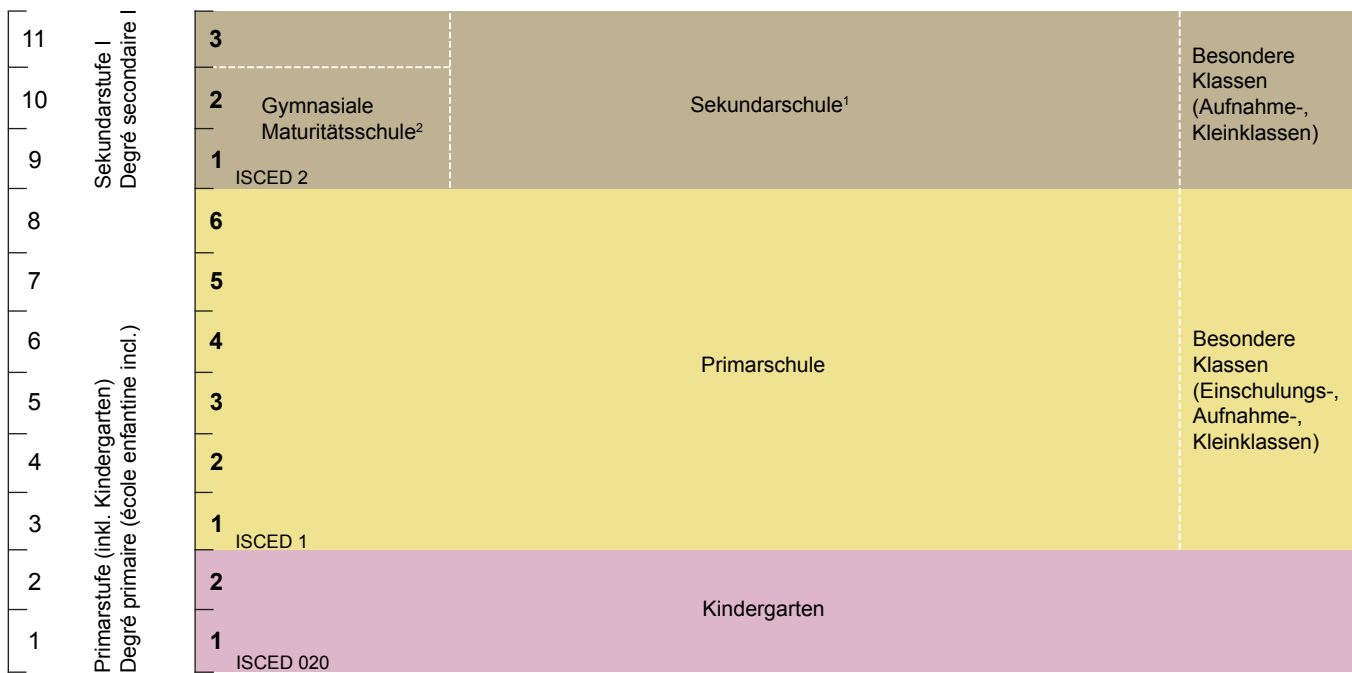 11
10
9
8
7
6
5
4
3
2
1
Sekundarstufe I
Degré secondaire I
Primarstufe (inkl. Kindergarten)
Degré primaire (école enfantine incl.)
3
2
1
ISCED 2
Gymnasiale
Maturitätsschule²
Sekundarschule¹
Besondere
Klassen
(Aufnahme-,
Kleinklassen)
6
5
4
3
2
1
ISCED 1
Primarschule
Besondere
Klassen
(Einschulungs-,
Aufnahme-,
Kleinklassen)
2
1
ISCED 020
Kindergarten